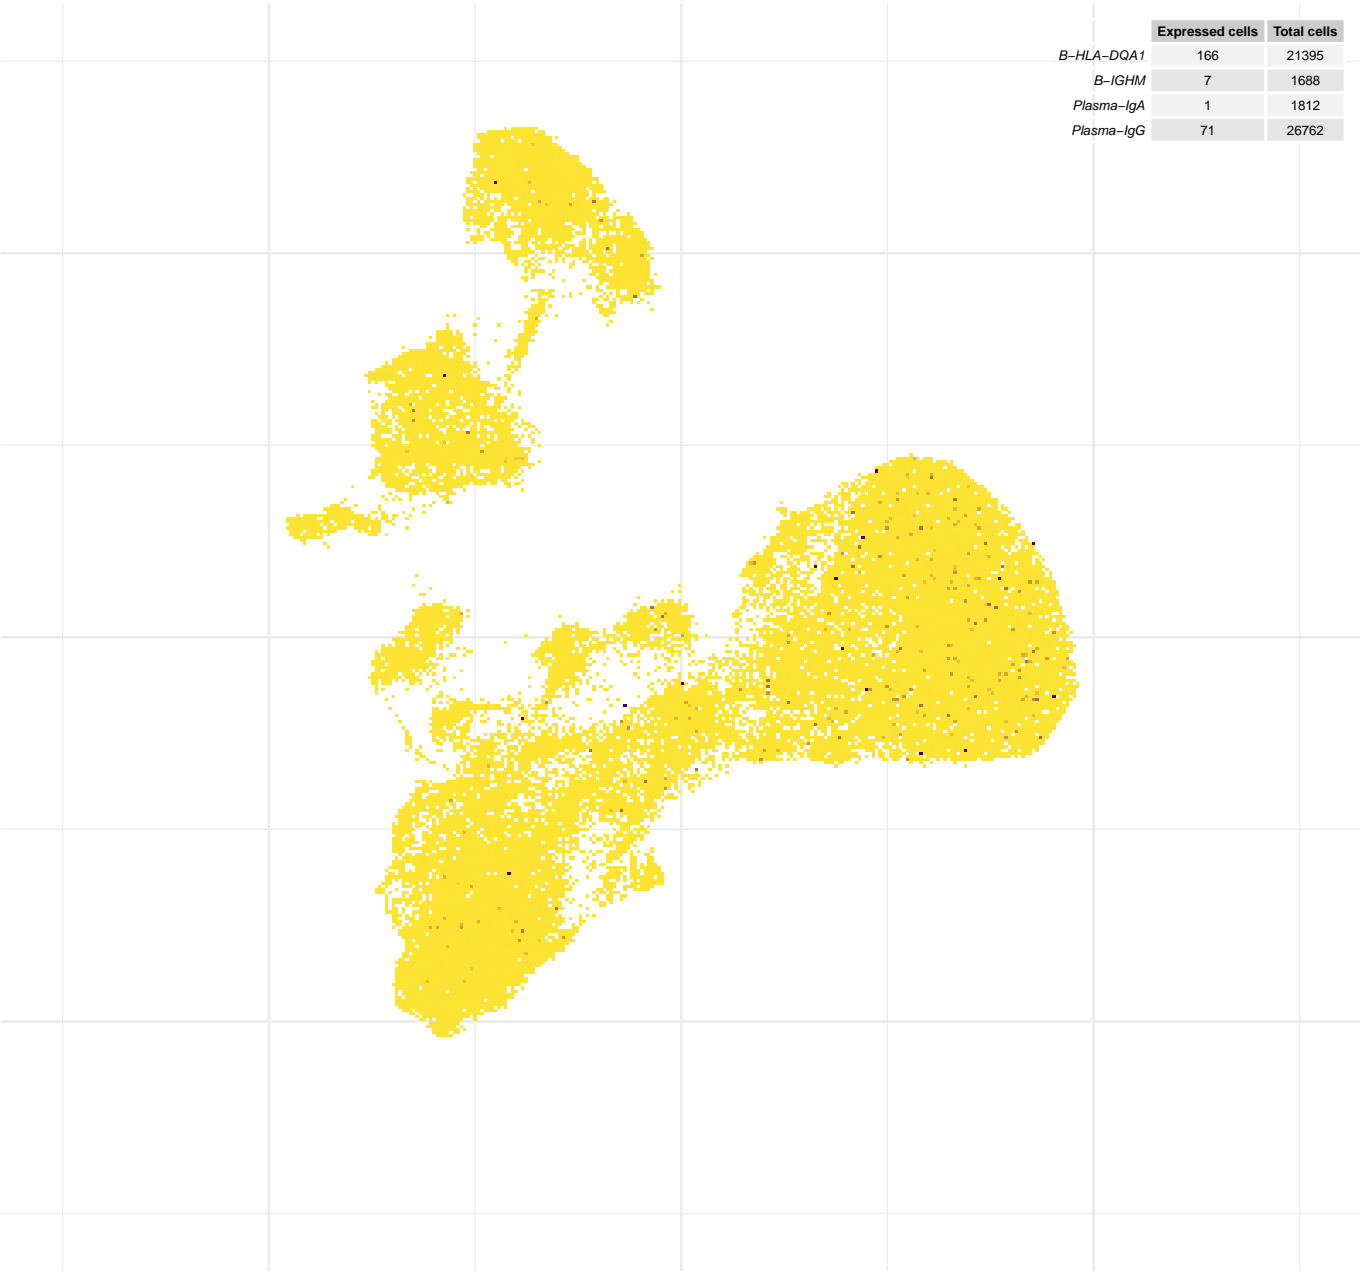 Expressed cells Total cells
B−HLA−DQA1 166 21395
B−IGHM 7 1688
Plasma−IgA 1 1812
Plasma−IgG 71 26762